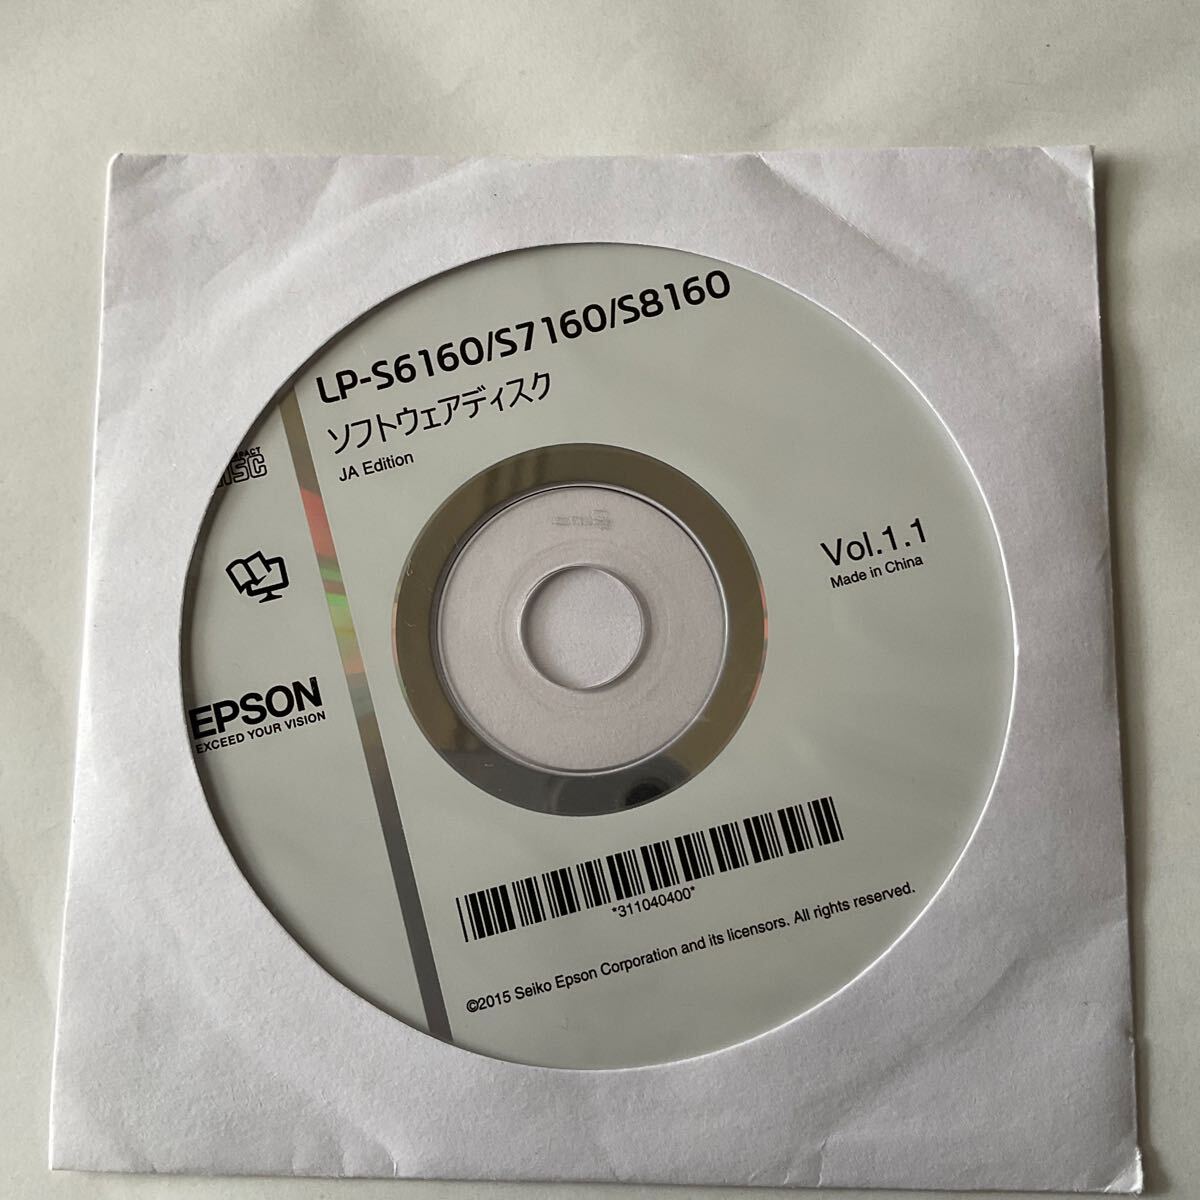 LP-S6160/S7160/S8160
ソフトウェアディスク
JA Edition
Vol.1.1
Made in China
EPSON
EXCEED YOUR VISION
*311040400*
©2015 Seiko Epson Corporation and its licensors. All rights reserved.